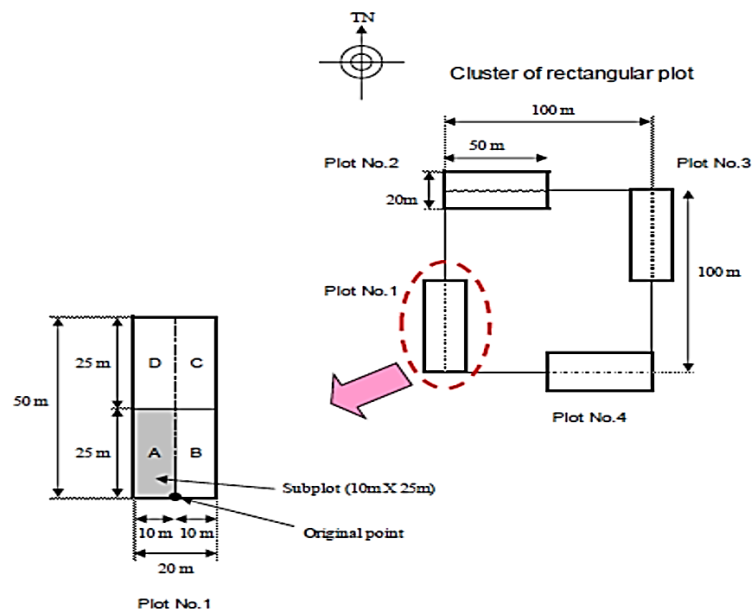 TN
Cluster of rectangular plot
100 m
50 m
Plot No.2
Plot No.3
20m
100 m
Plot No.1
Plot No.4
25 m
D
C
50 m
25 m
A
B
Subplot (10m X 25m)
Original point
10 m
10 m
20 m
Plot No.1